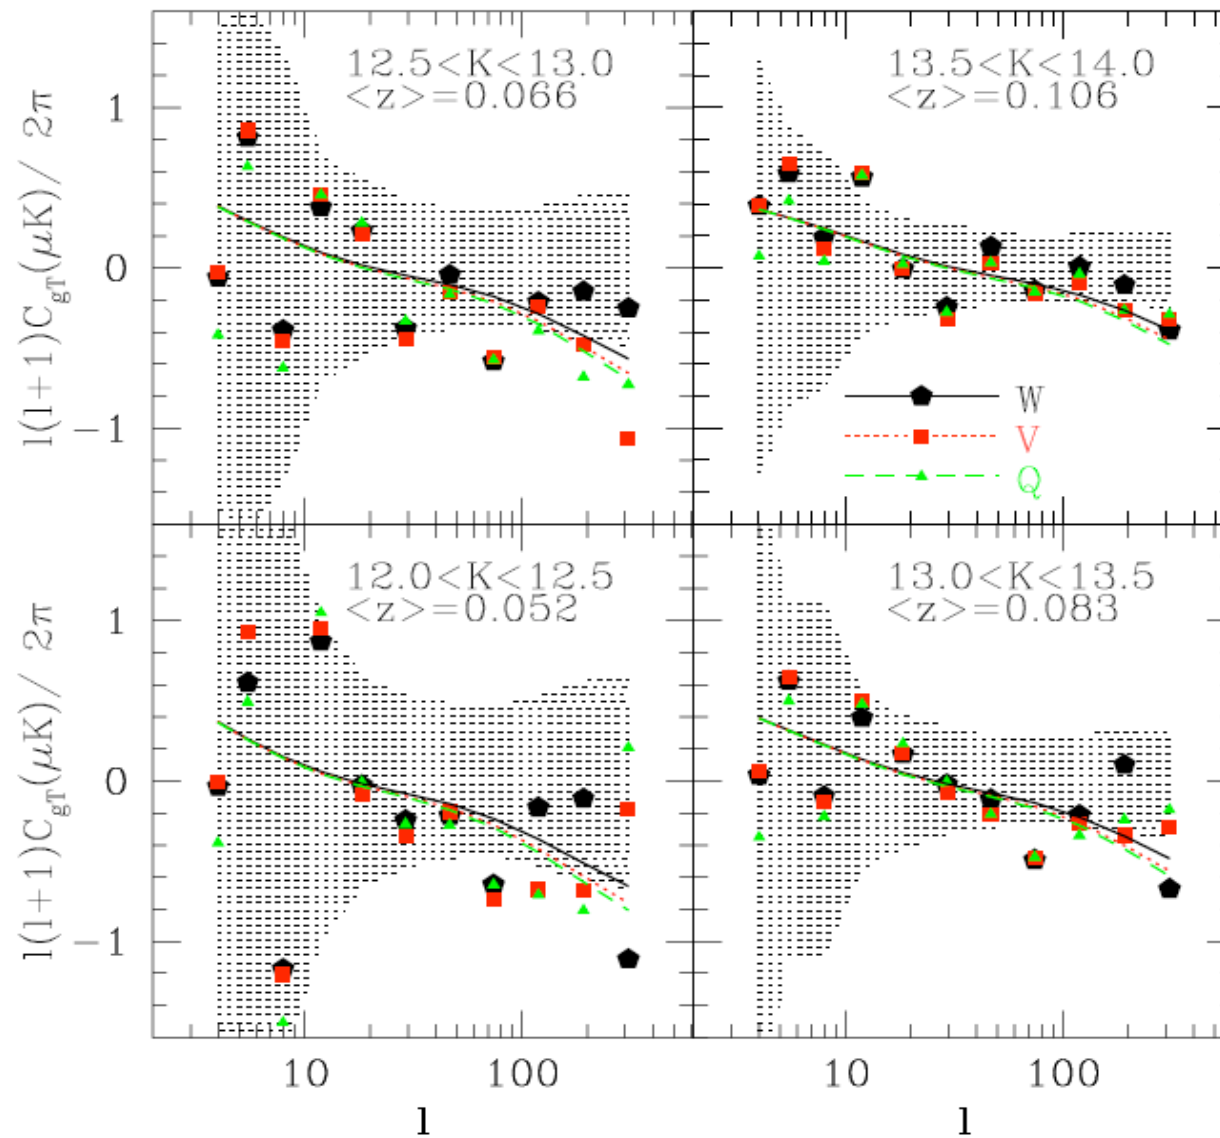 12.5<K<13.0
<z>=0.066
13.5<K<14.0
<z>=0.106
l(l+1)C_gT(μK)/ 2π
1
0
−1
W
V
Q
12.0<K<12.5
<z>=0.052
13.0<K<13.5
<z>=0.083
l(l+1)C_gT(μK)/ 2π
1
0
−1
10 100 10 100
l l